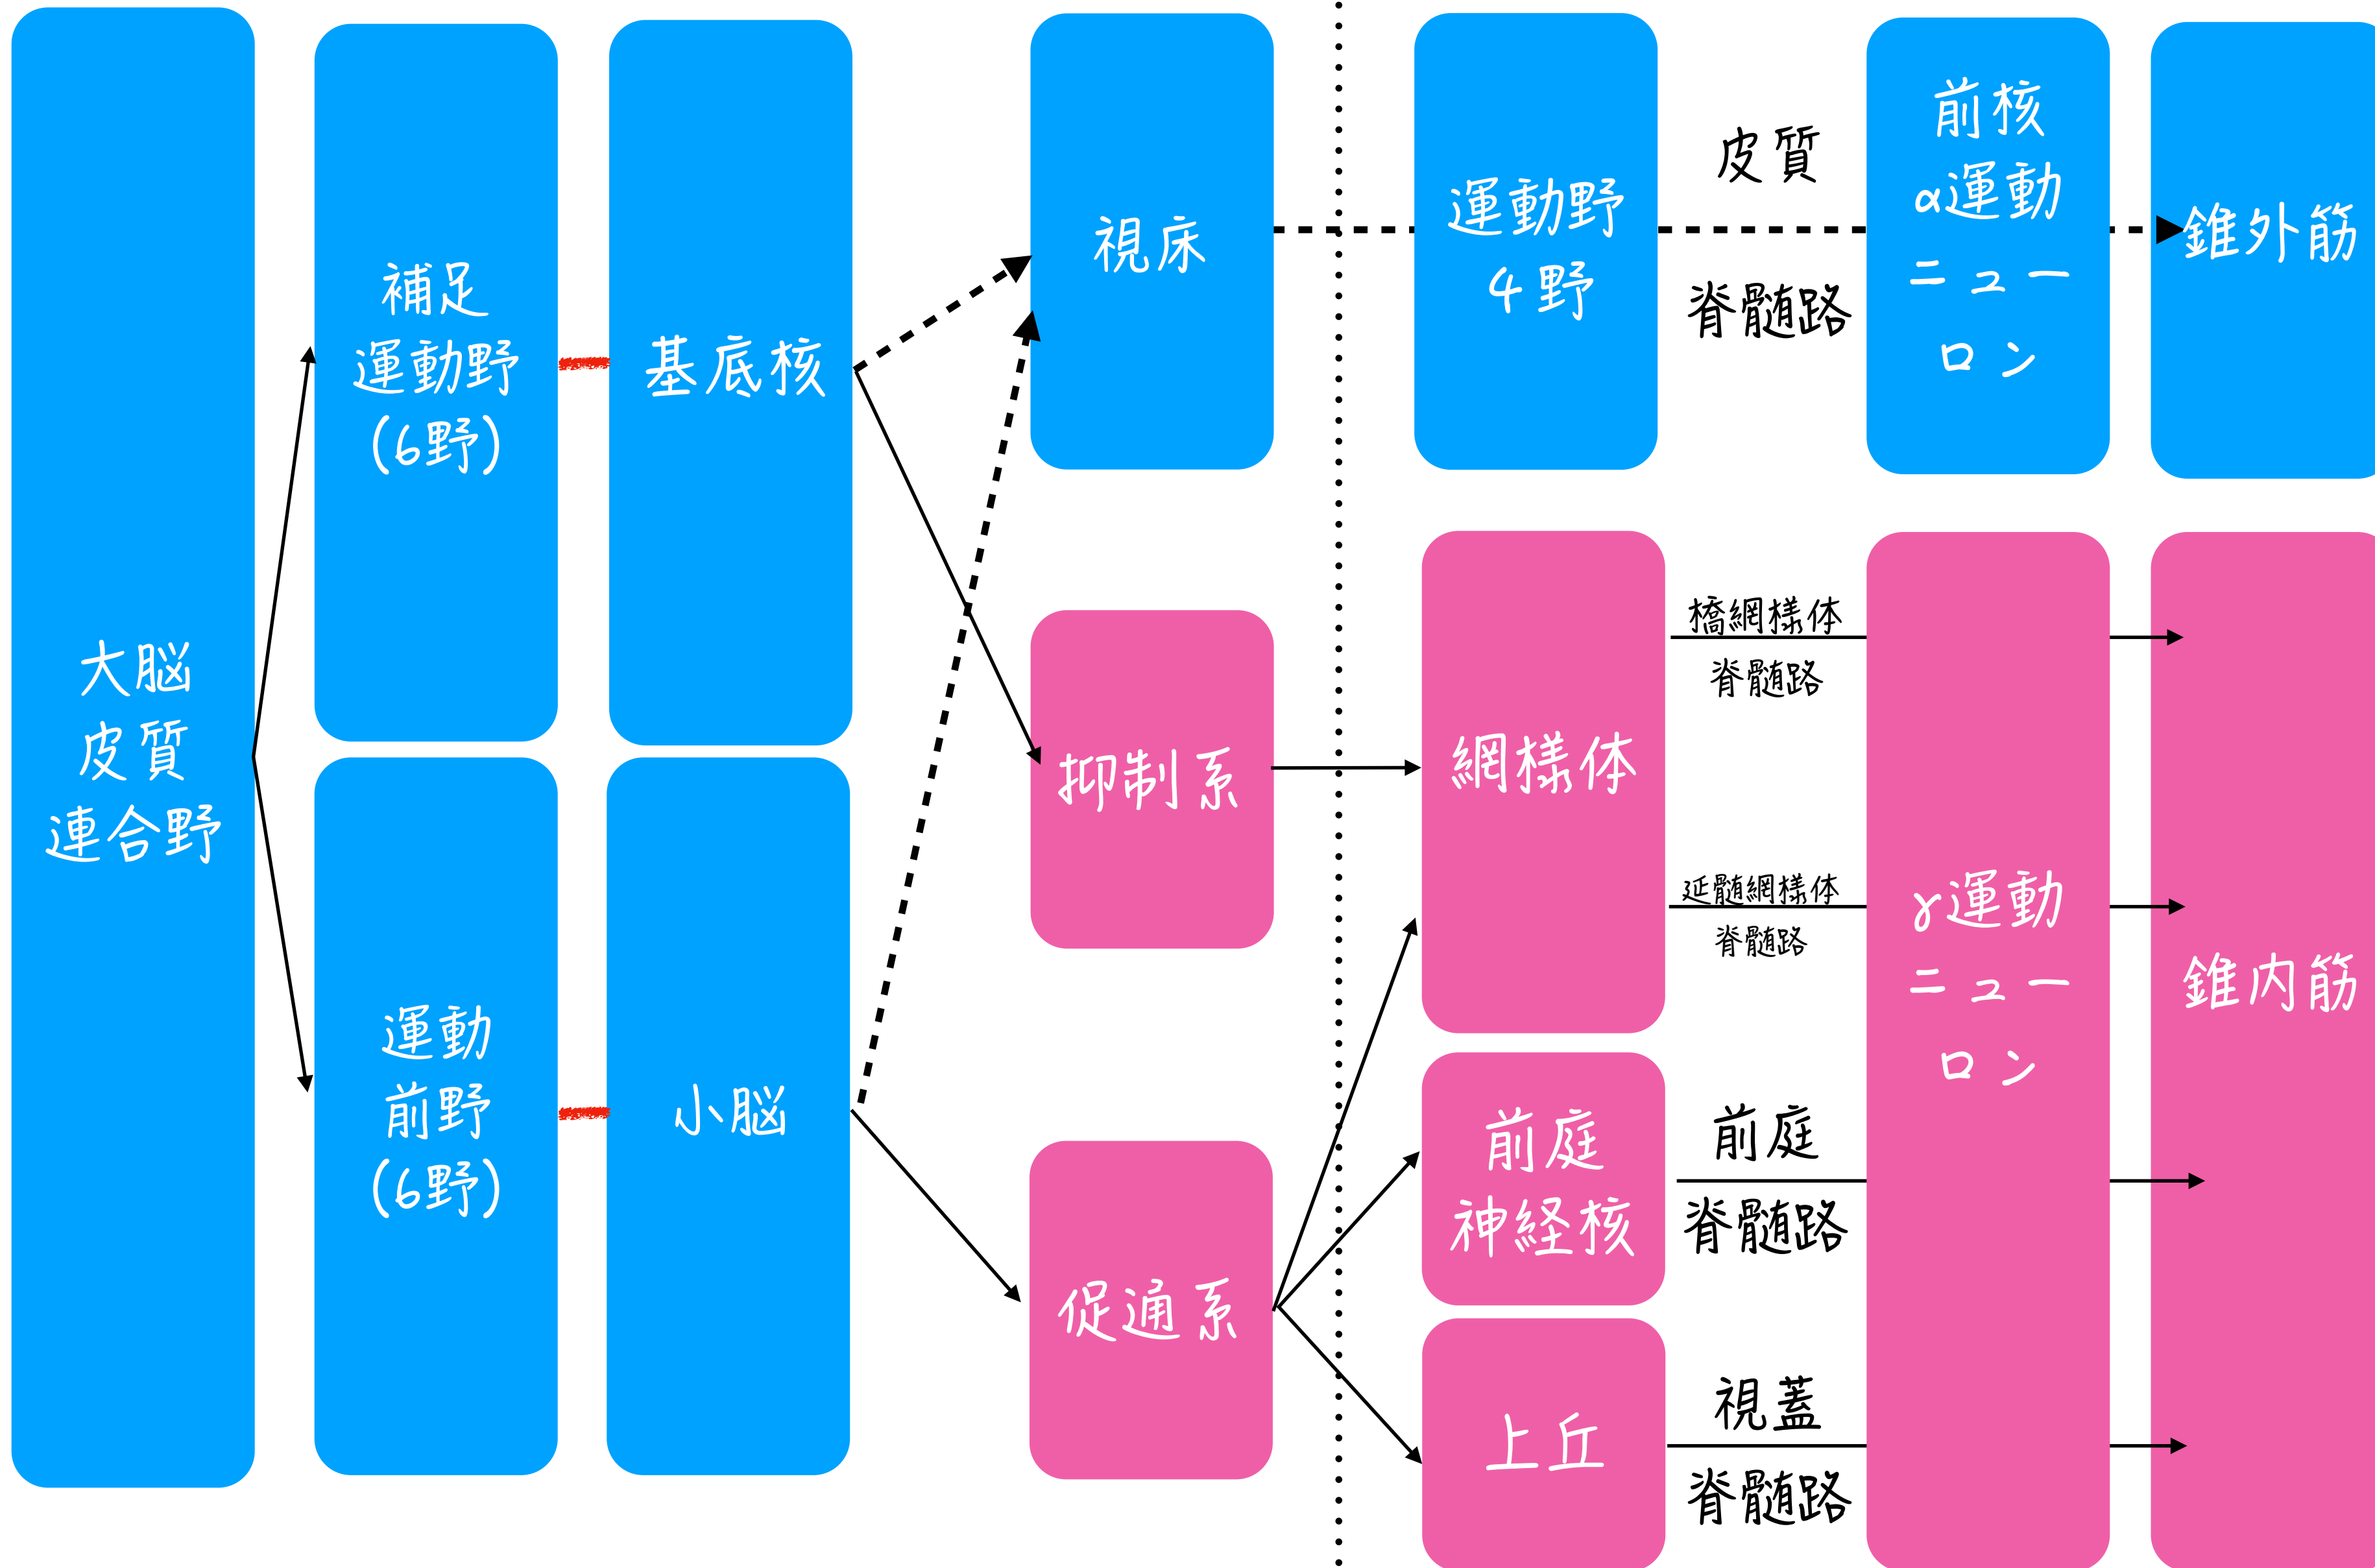 大脳
皮質
連合野
補足
運動野
(6野)
基底核
運動
前野
(6野)
小脳
視床
抑制系
促通系
運動野
4野
皮質
脊髄路
前核
α運動
ニュー
ロン
錐外筋
網様体
橋網様体
脊髄路
延髄網様体
脊髄路
前庭
神経核
前庭
脊髄路
上丘
視蓋
脊髄路
γ運動
ニュー
ロン
錐内筋